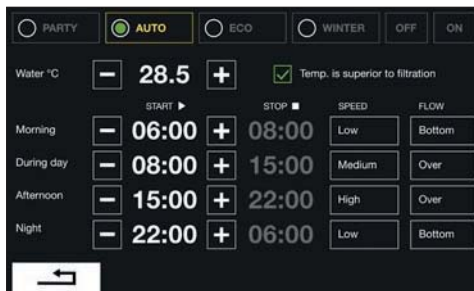 PARTY AUTO ECO WINTER OFF ON
Water °C − 28.5 + Temp. is superior to filtration
START ▶ STOP ■ SPEED FLOW
Morning − 06:00 + 08:00 Low Bottom
During day − 08:00 + 15:00 Medium Over
Afternoon − 15:00 + 22:00 High Over
Night − 22:00 + 06:00 Low Bottom